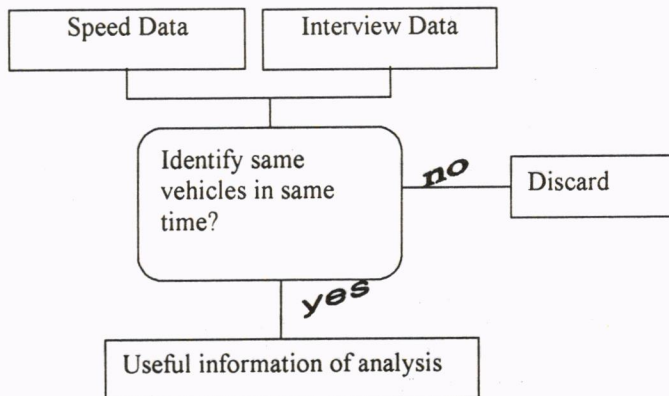 Speed Data
Interview Data
Identify same
vehicles in same
time?
no
Discard
yes
Useful information of analysis